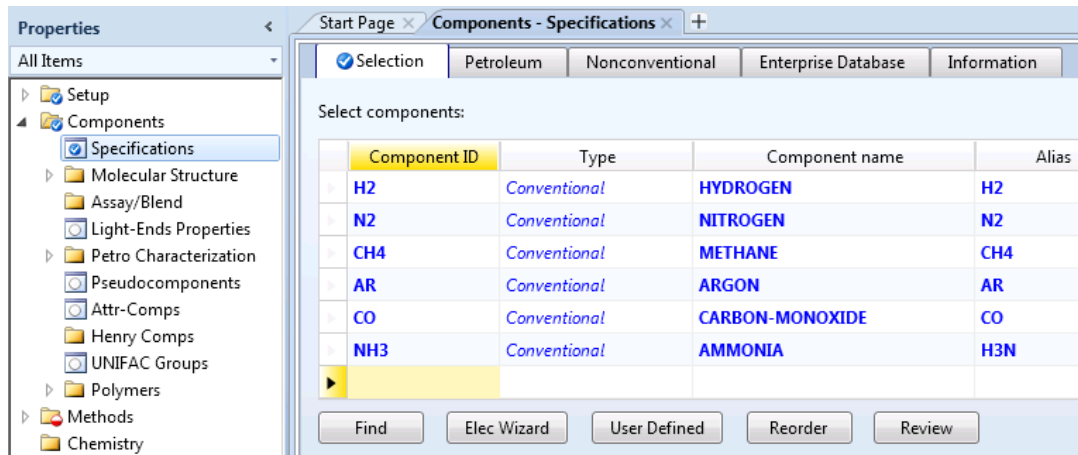 Properties <
All Items
Setup
Components
Specifications
Molecular Structure
Assay/Blend
Light-Ends Properties
Petro Characterization
Pseudocomponents
Attr-Comps
Henry Comps
UNIFAC Groups
Polymers
Methods
Chemistry
Start Page × Components - Specifications × +
Selection Petroleum Nonconventional Enterprise Database Information
Select components:
Component ID Type Component name Alias
H2 Conventional HYDROGEN H2
N2 Conventional NITROGEN N2
CH4 Conventional METHANE CH4
AR Conventional ARGON AR
CO Conventional CARBON-MONOXIDE CO
NH3 Conventional AMMONIA H3N
Find Elec Wizard User Defined Reorder Review